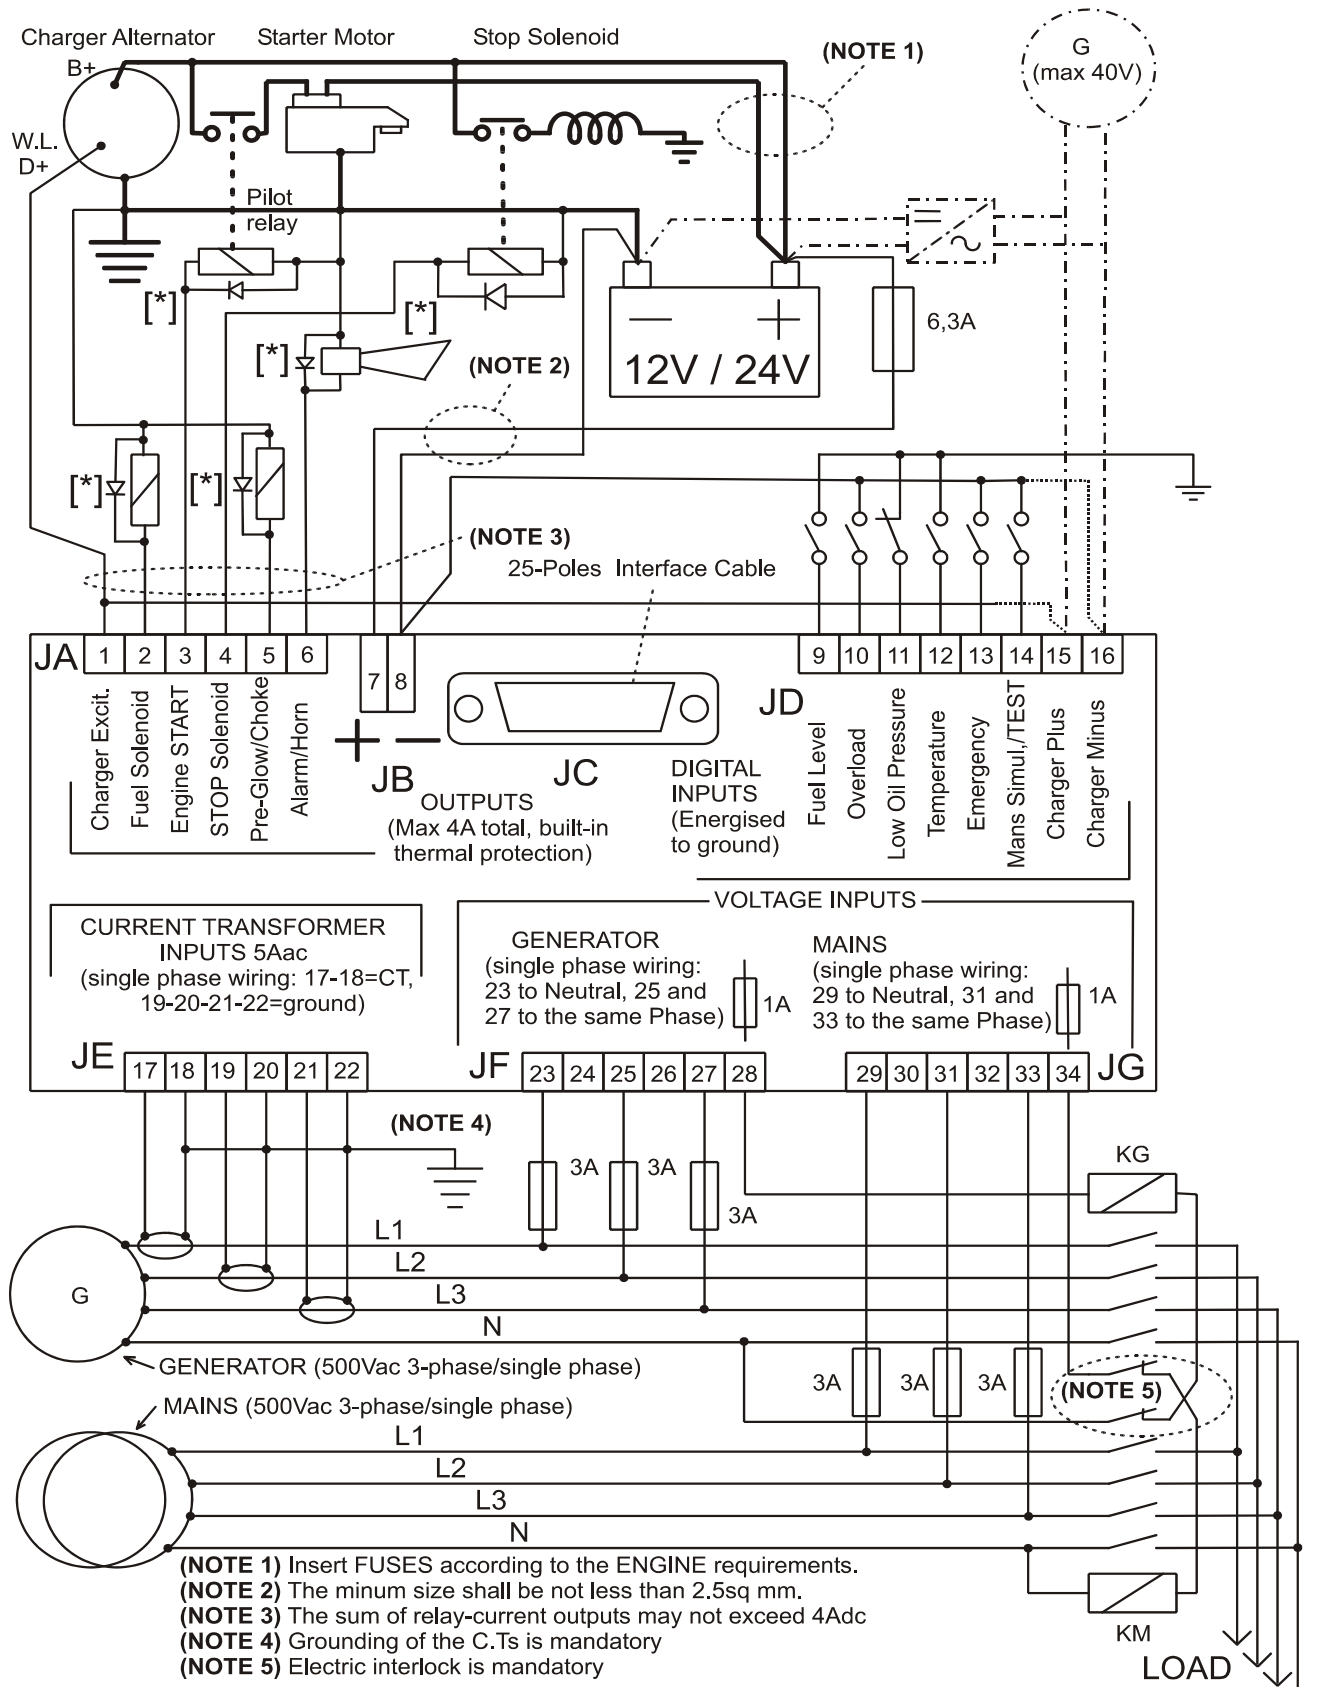 Charger Alternator
Starter Motor
Stop Solenoid
(NOTE 1)
G
(max 40V)
B+
W.L.
D+
Pilot
relay
[*]
[*]
[*]
6,3A
12V / 24V
(NOTE 2)
[*]
[*]
(NOTE 3)
25-Poles Interface Cable
JA
1 2 3 4 5 6
7 8
JD
9 10 11 12 13 14 15 16
Charger Excit.
Fuel Solenoid
Engine START
STOP Solenoid
Pre-Glow/Choke
Alarm/Horn
+ −
JB
JC
Fuel Level
Overload
Low Oil Pressure
Temperature
Emergency
Mans Simul,/TEST
Charger Plus
Charger Minus
OUTPUTS
(Max 4A total, built-in
thermal protection)
DIGITAL
INPUTS
(Energised
to ground)
VOLTAGE INPUTS
CURRENT TRANSFORMER
INPUTS 5Aac
(single phase wiring: 17-18=CT,
19-20-21-22=ground)
GENERATOR
(single phase wiring:
23 to Neutral, 25 and
27 to the same Phase)
1A
MAINS
(single phase wiring:
29 to Neutral, 31 and
33 to the same Phase)
1A
JE
17 18 19 20 21 22
JF
23 24 25 26 27 28
29 30 31 32 33 34
JG
(NOTE 4)
3A
3A
3A
KG
L1
L2
L3
N
G
GENERATOR (500Vac 3-phase/single phase)
3A
3A
3A
(NOTE 5)
MAINS (500Vac 3-phase/single phase)
L1
L2
L3
N
(NOTE 1) Insert FUSES according to the ENGINE requirements.
(NOTE 2) The minum size shall be not less than 2.5sq mm.
(NOTE 3) The sum of relay-current outputs may not exceed 4Adc
(NOTE 4) Grounding of the C.Ts is mandatory
(NOTE 5) Electric interlock is mandatory
KM
LOAD